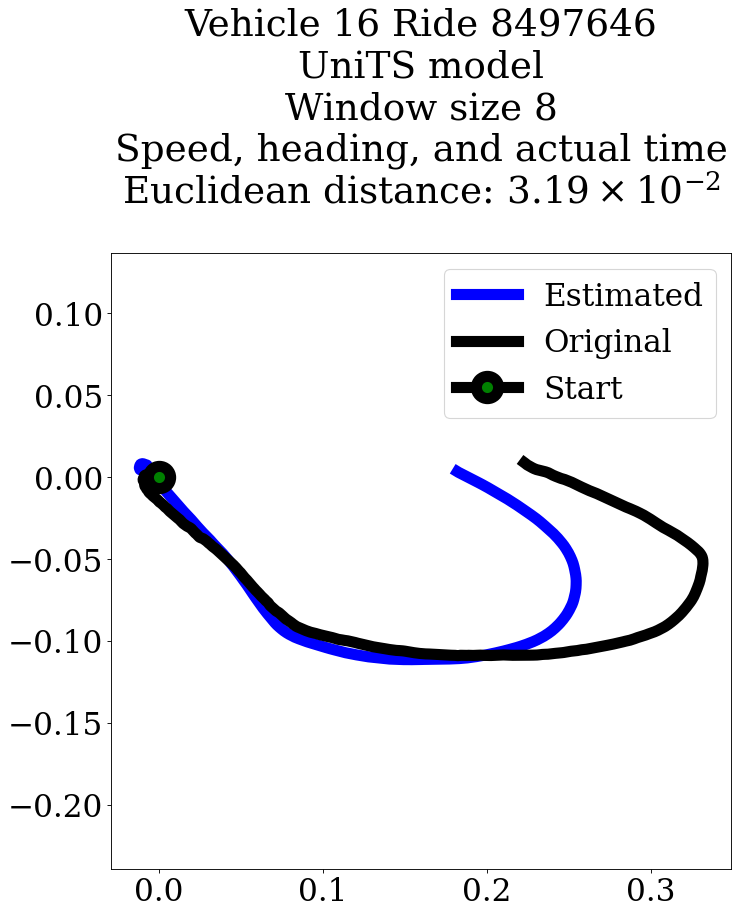 Vehicle 16 Ride 8497646
UniTS model
Window size 8
Speed, heading, and actual time
Euclidean distance: 3.19 × 10⁻²
Estimated
Original
Start
0.10
0.05
0.00
−0.05
−0.10
−0.15
−0.20
0.0 0.1 0.2 0.3